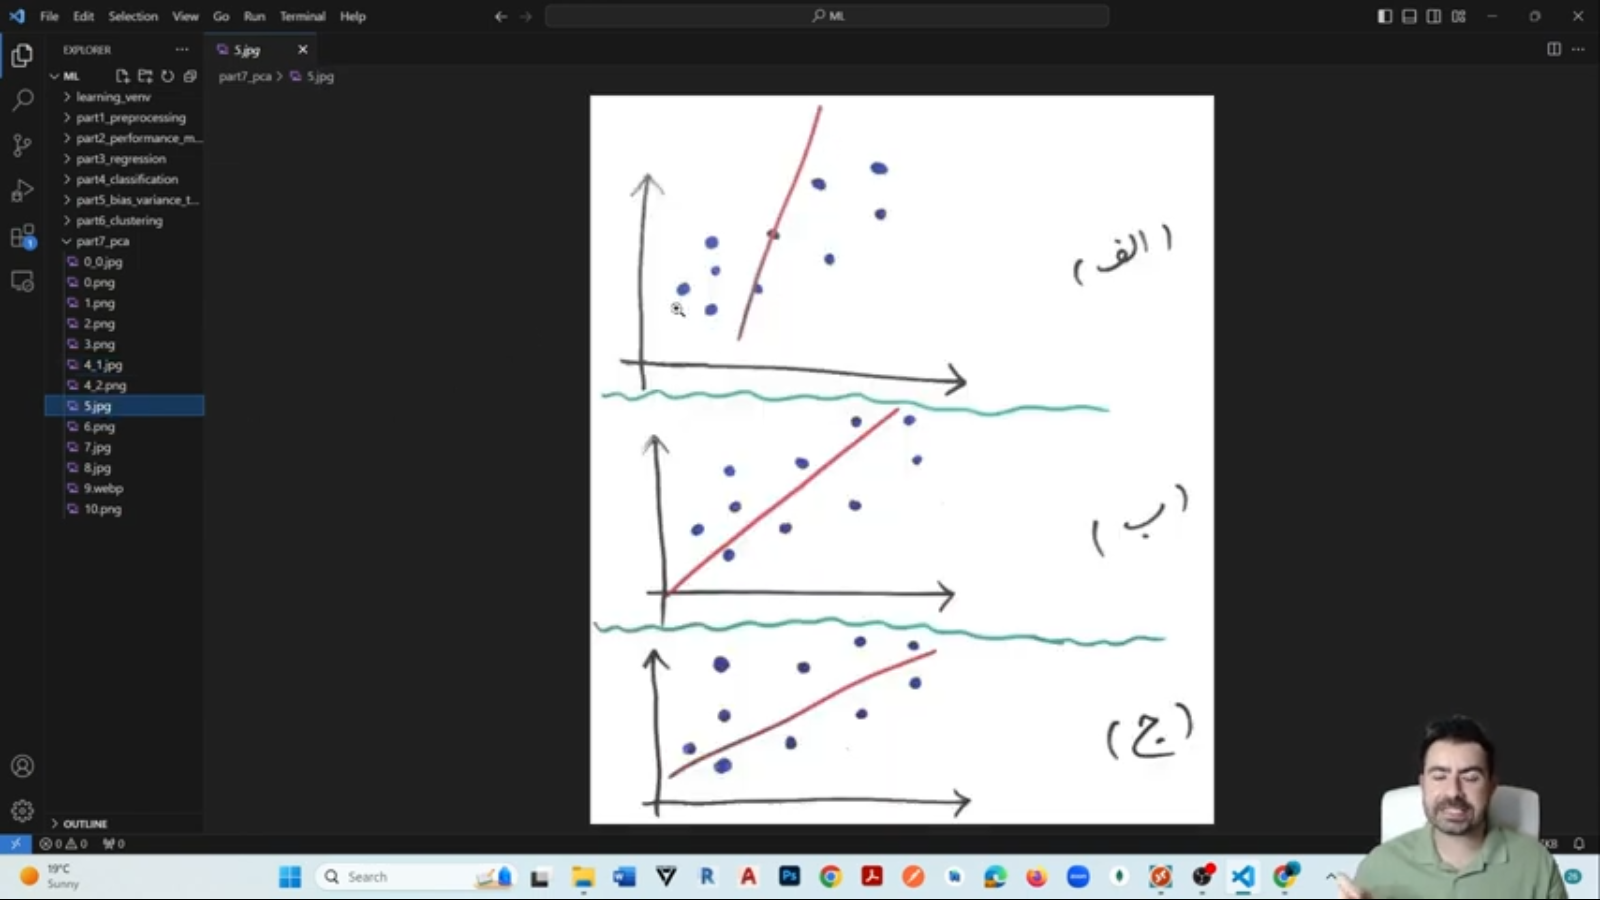 File Edit Selection View Go Run Terminal Help
ML
EXPLORER
5.jpg
ML
part7_pca > 5.jpg
learning_venv
part1_preprocessing
part2_performance_m...
part3_regression
part4_classification
part5_bias_variance_t...
part6_clustering
part7_pca
0_0.jpg
0.png
1.png
2.png
3.png
4_1.jpg
4_2.png
5.jpg
6.png
7.jpg
8.jpg
9.webp
10.png
الف)
ب)
ج)
OUTLINE
0 0 0
KB
19°C
Sunny
Search